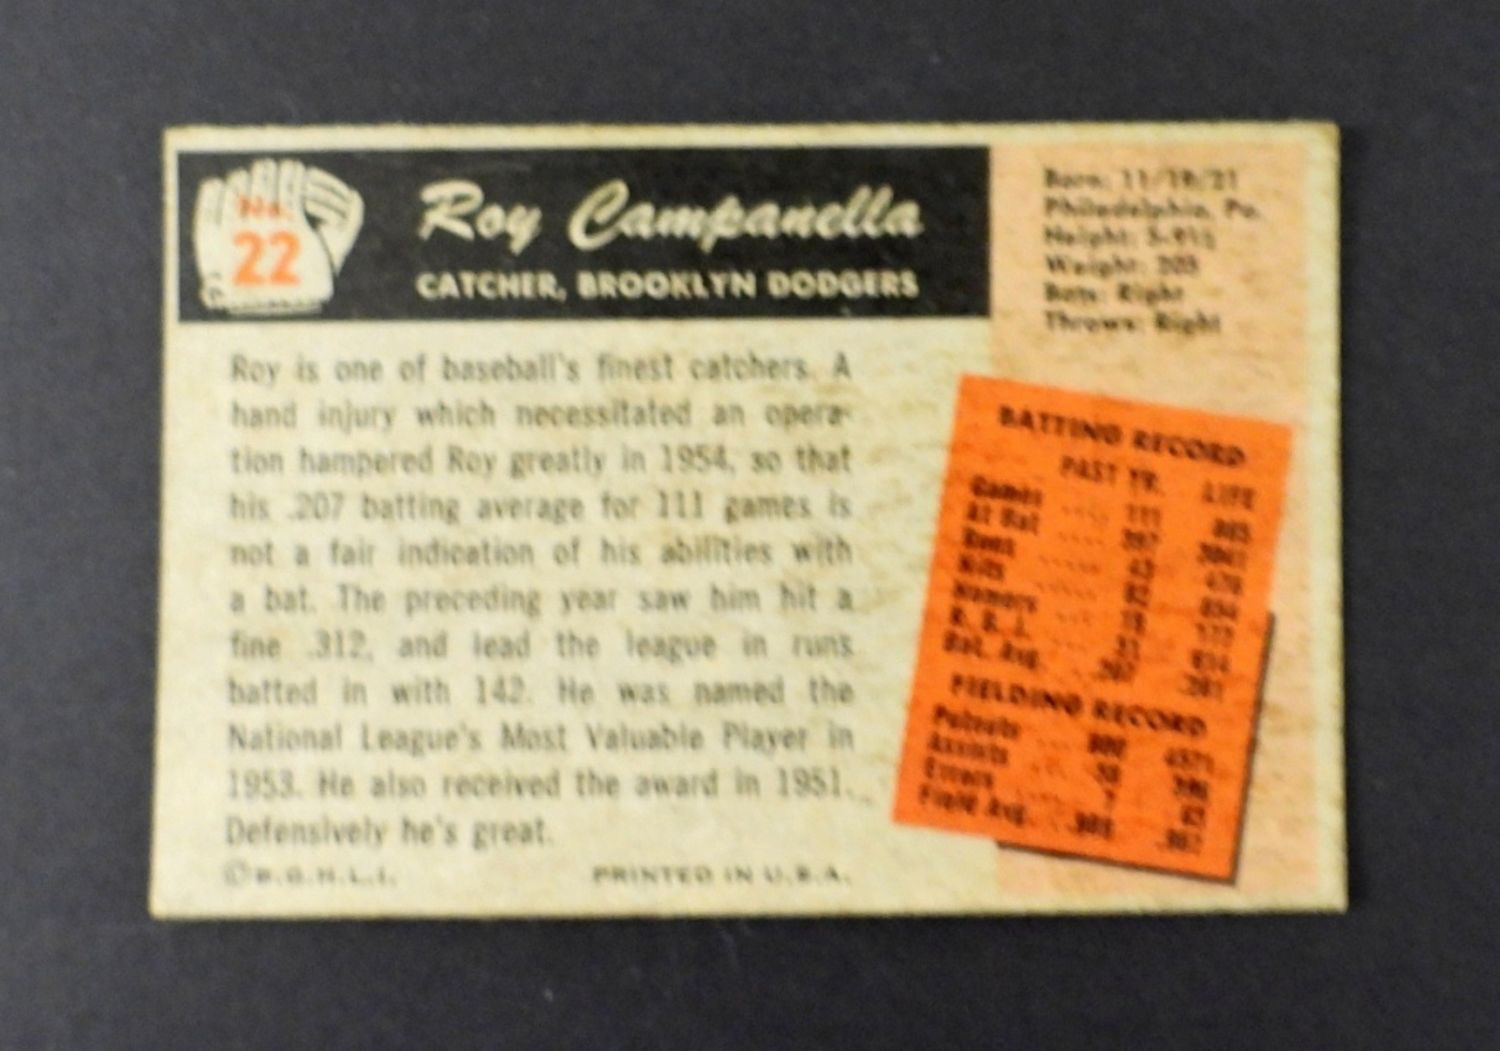 No.
22
Roy Campanella
CATCHER, BROOKLYN DODGERS
Born: 11/19/21
Philadelphia, Pa.
Height: 5-9½
Weight: 205
Bats: Right
Throws: Right
Roy is one of baseball's finest catchers. A
hand injury which necessitated an opera-
tion hampered Roy greatly in 1954, so that
his .207 batting average for 111 games is
not a fair indication of his abilities with
a bat. The preceding year saw him hit a
fine .312, and lead the league in runs
batted in with 142. He was named the
National League's Most Valuable Player in
1953. He also received the award in 1951.
Defensively he's great.
©B.G.H.L.I. PRINTED IN U.S.A.
BATTING RECORD
PAST YR. LIFE
Games .... 111
At Bat
Runs
Hits
Homers
R. B. I.
Bat. Avg. .207
FIELDING RECORD
Putouts
Assists
Errors
Field Avg.